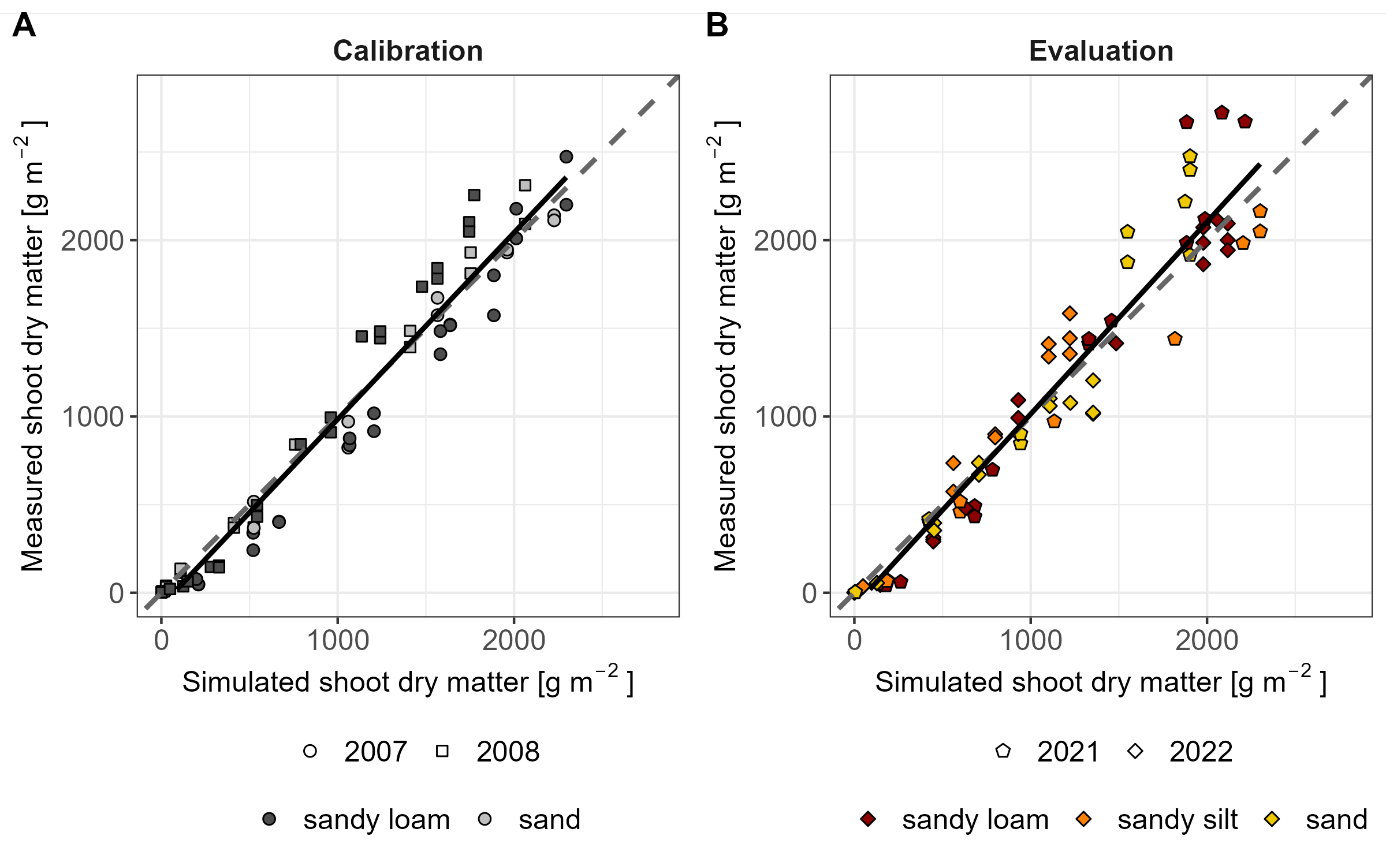 A
Calibration
Measured shoot dry matter [g m⁻² ]
2000
1000
0
0 1000 2000
Simulated shoot dry matter [g m⁻² ]
2007 2008
sandy loam sand
B
Evaluation
Measured shoot dry matter [g m⁻² ]
2000
1000
0
0 1000 2000
Simulated shoot dry matter [g m⁻² ]
2021 2022
sandy loam sandy silt sand